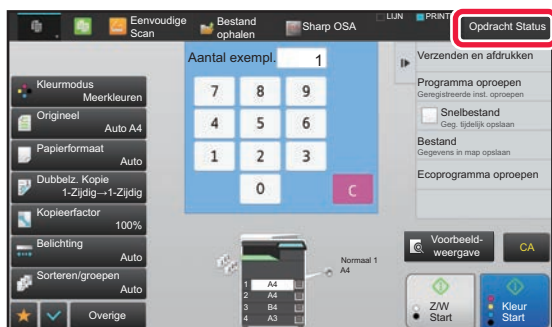 Eenvoudige Scan
Bestand ophalen
Sharp OSA
LIJN
PRINT
Opdracht Status
Kleurmodus
Meerkleuren
Origineel
Auto A4
Papierformaat
Auto
Dubbelz. Kopie
1-Zijdig→1-Zijdig
Kopieerfactor
100%
Belichting
Auto
Sorteren/groepen
Auto
Overige
Aantal exempl.
1
7 8 9
4 5 6
1 2 3
0 C
Normaal 1
A4
1 A4
2 A4
3 B4
4 A3
Verzenden en afdrukken
Programma oproepen
Geregistreerde inst. oproepen
Snelbestand
Geg. tijdelijk opslaan
Bestand
Gegevens in map opslaan
Ecoprogramma oproepen
Voorbeeld-
weergave
CA
Z/W
Start
Kleur
Start